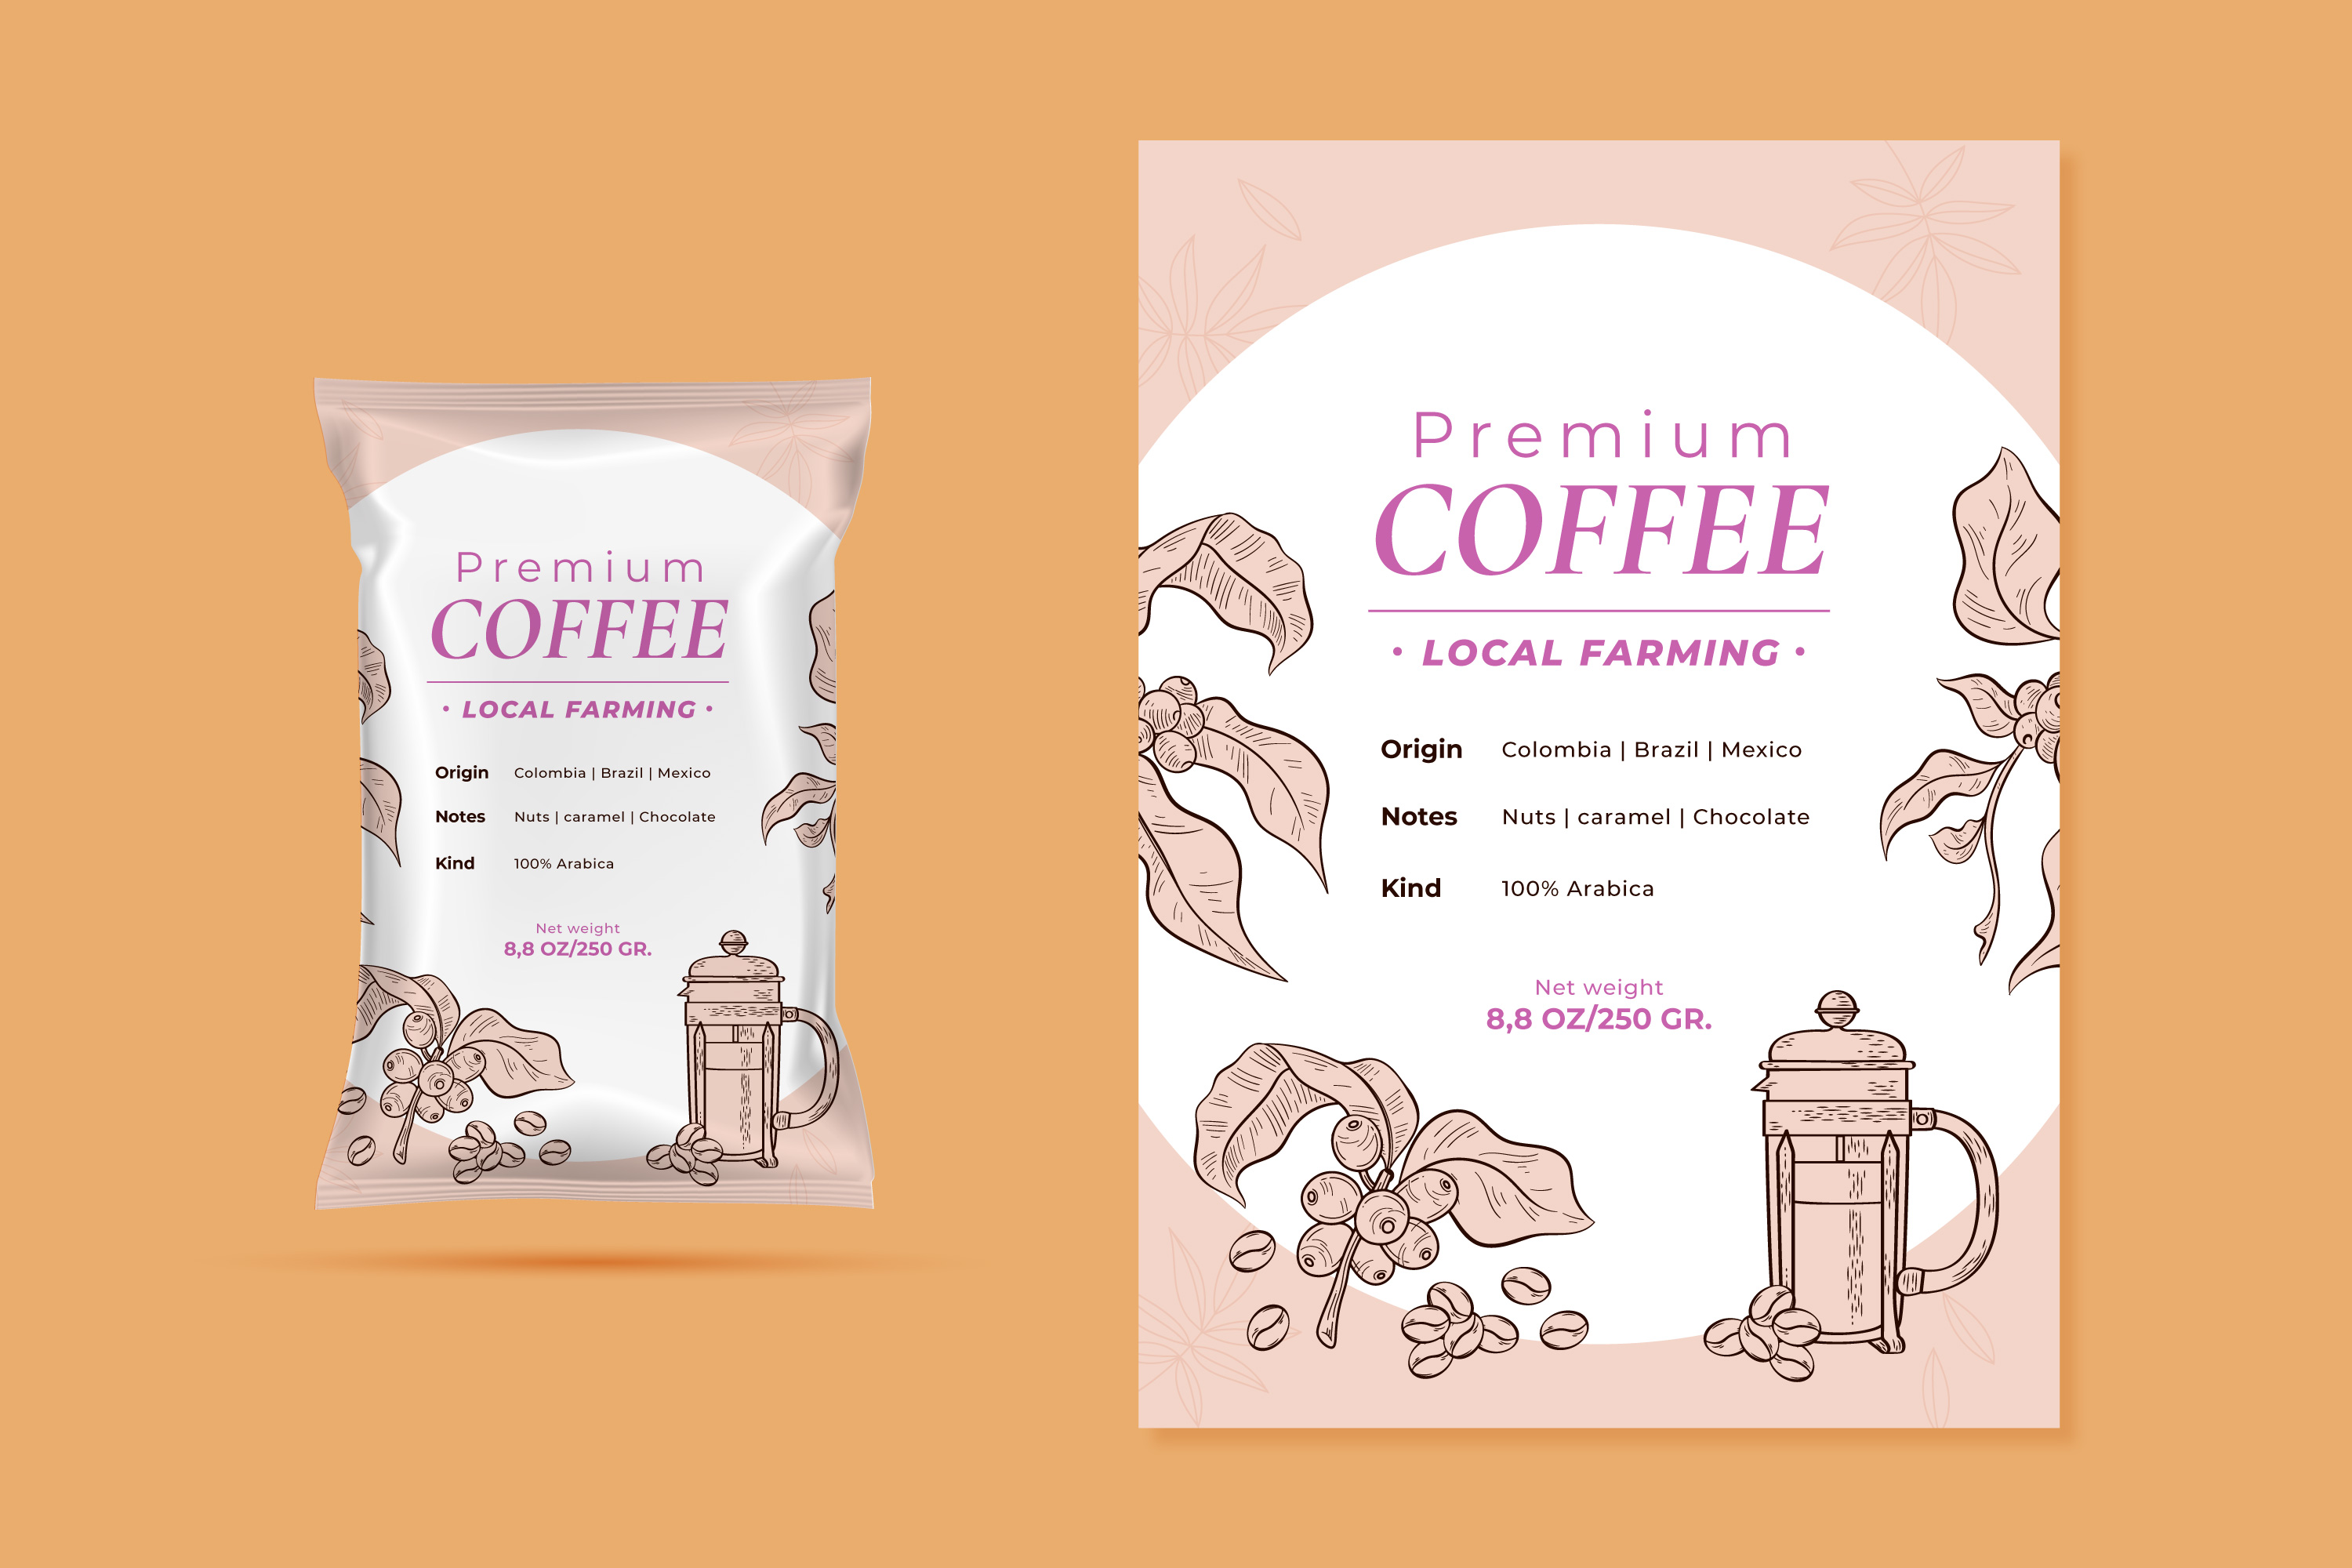 Premium
COFFEE
• LOCAL FARMING •
Origin Colombia | Brazil | Mexico
Notes Nuts | caramel | Chocolate
Kind 100% Arabica
Net weight
8,8 OZ/250 GR.
Premium
COFFEE
• LOCAL FARMING •
Origin Colombia | Brazil | Mexico
Notes Nuts | caramel | Chocolate
Kind 100% Arabica
Net weight
8,8 OZ/250 GR.